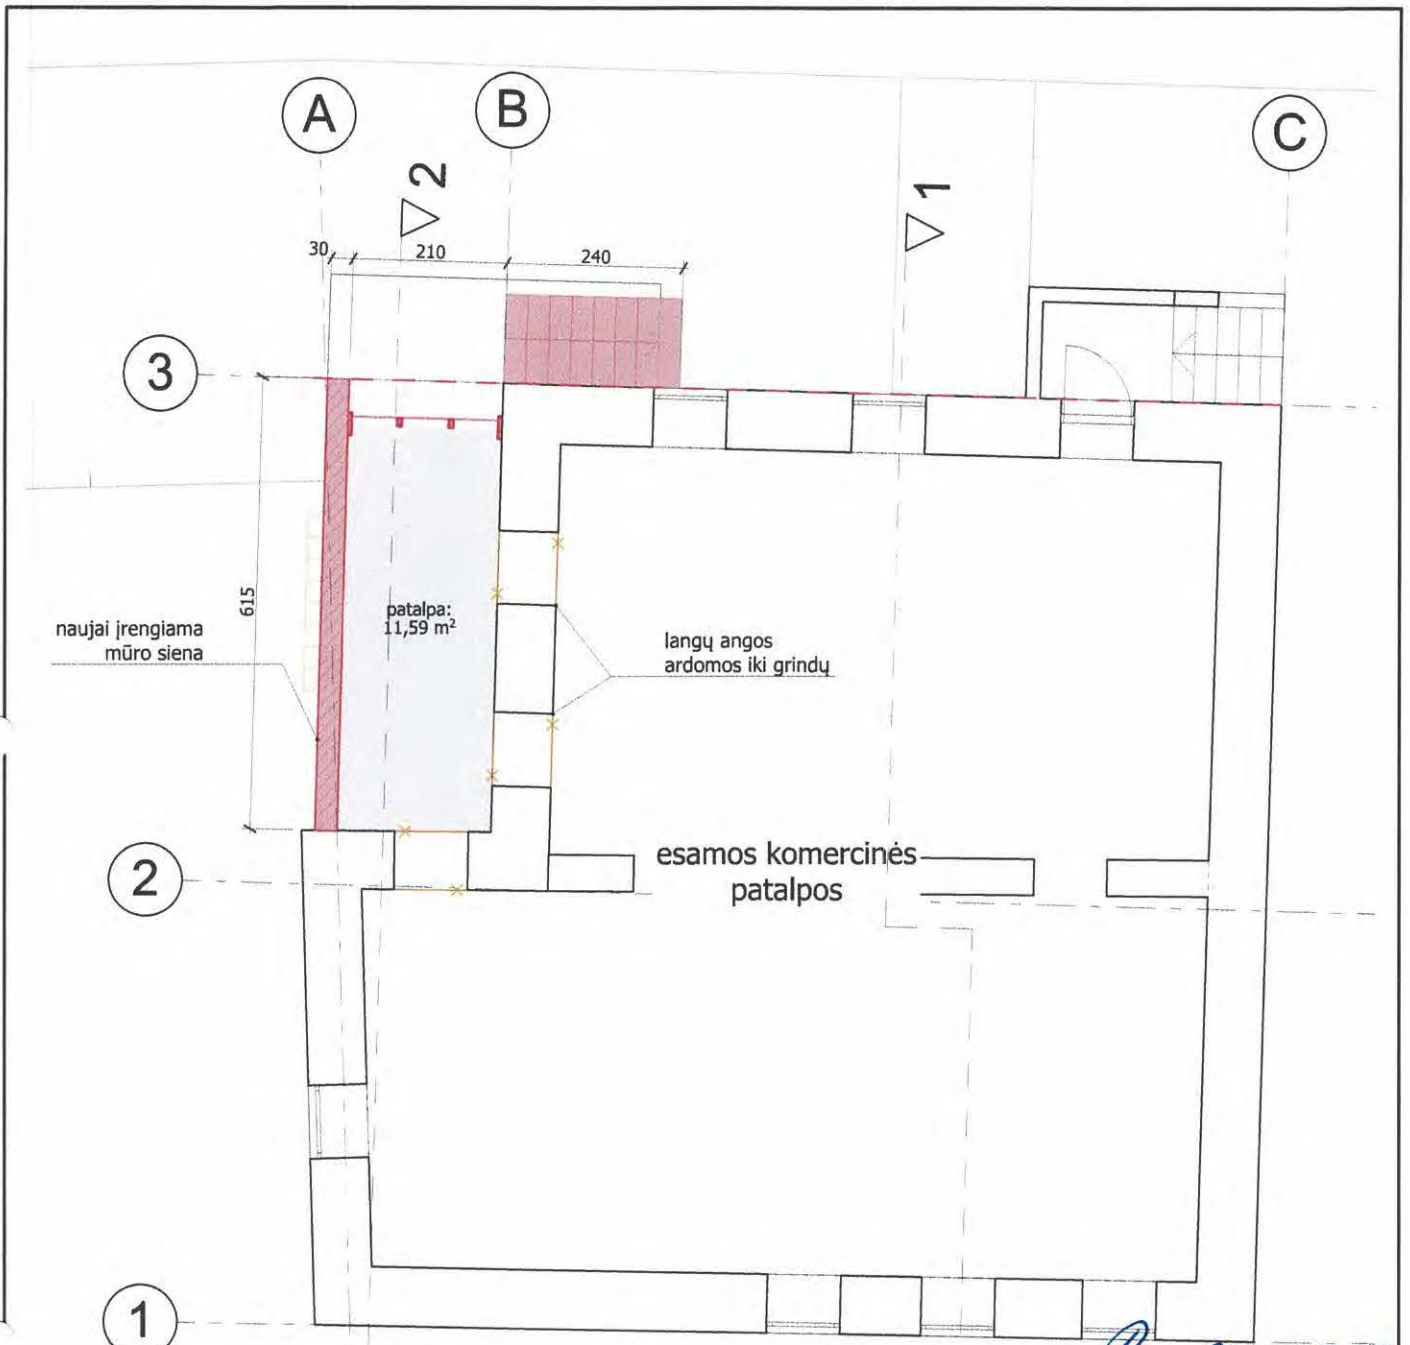 A
B
C
2
1
30
210
240
3
615
patalpa:
11,59 m²
naujai įrengiama
mūro siena
langų angos
ardomos iki grindų
esamos komercinės
patalpos
2
1